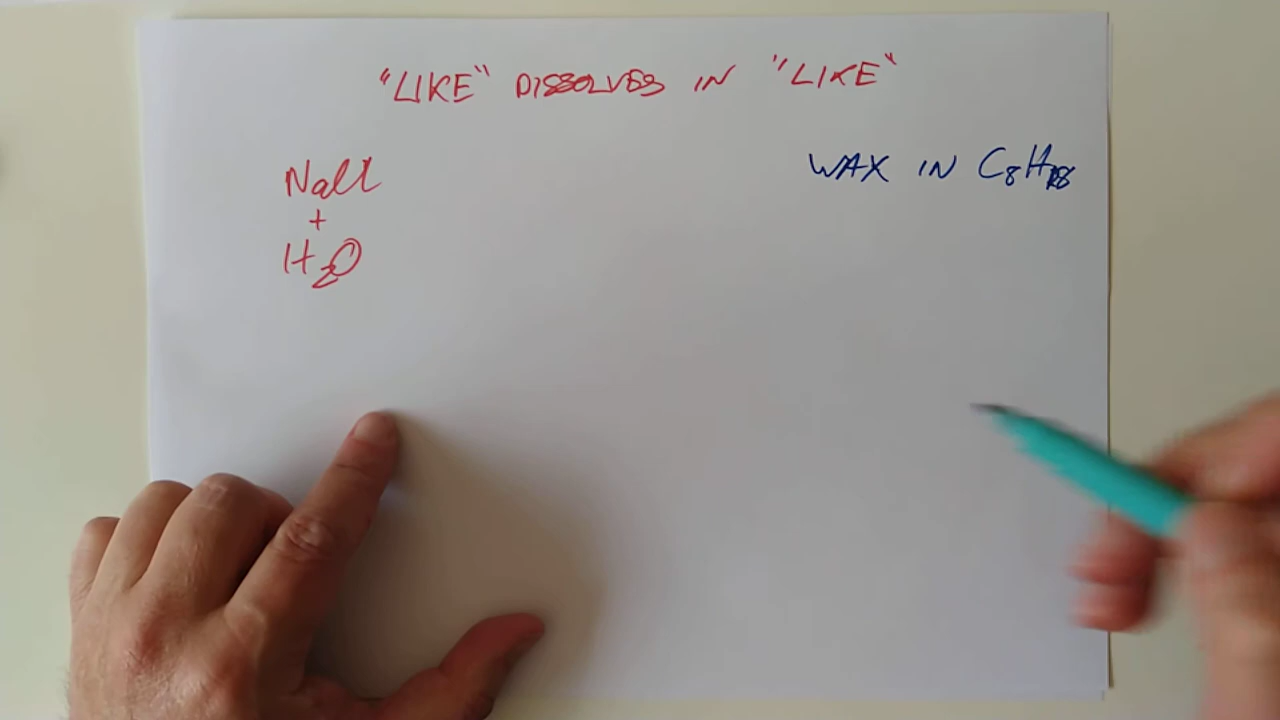 "LIKE" DISSOLVES IN "LIKE"
NaCl
+
H2O
WAX IN C8H18